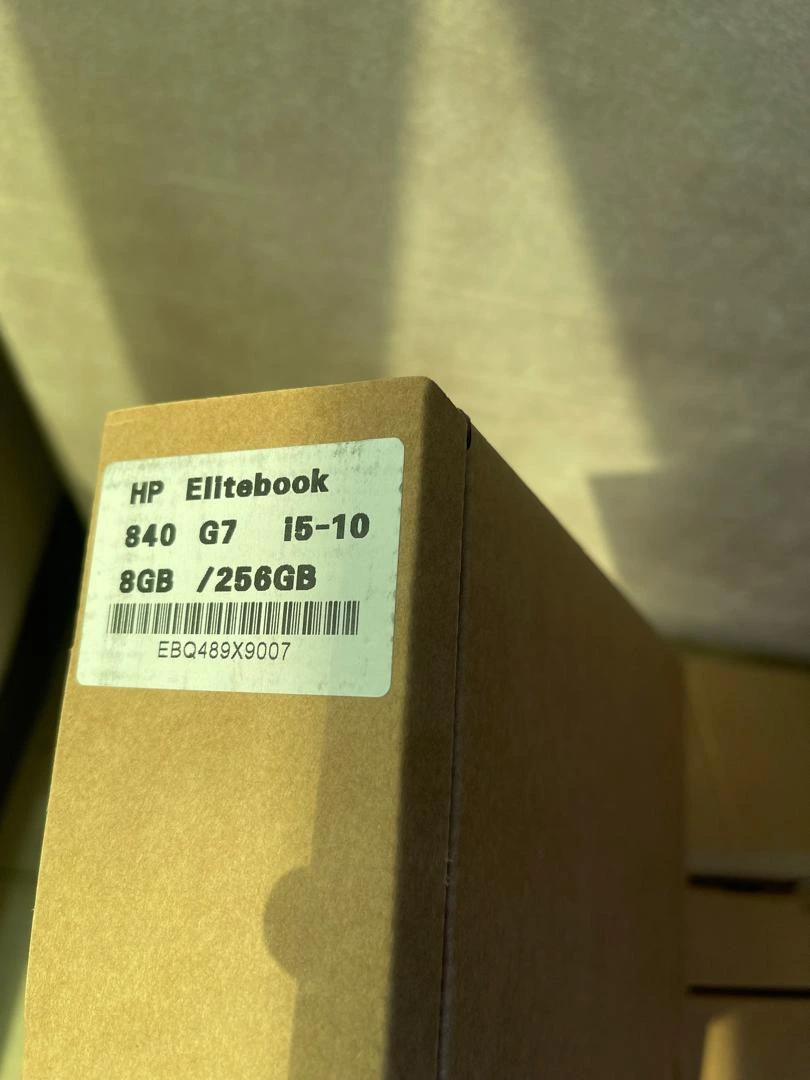 HP Elitebook
840 G7 i5-10
8GB /256GB
EBQ489X9007